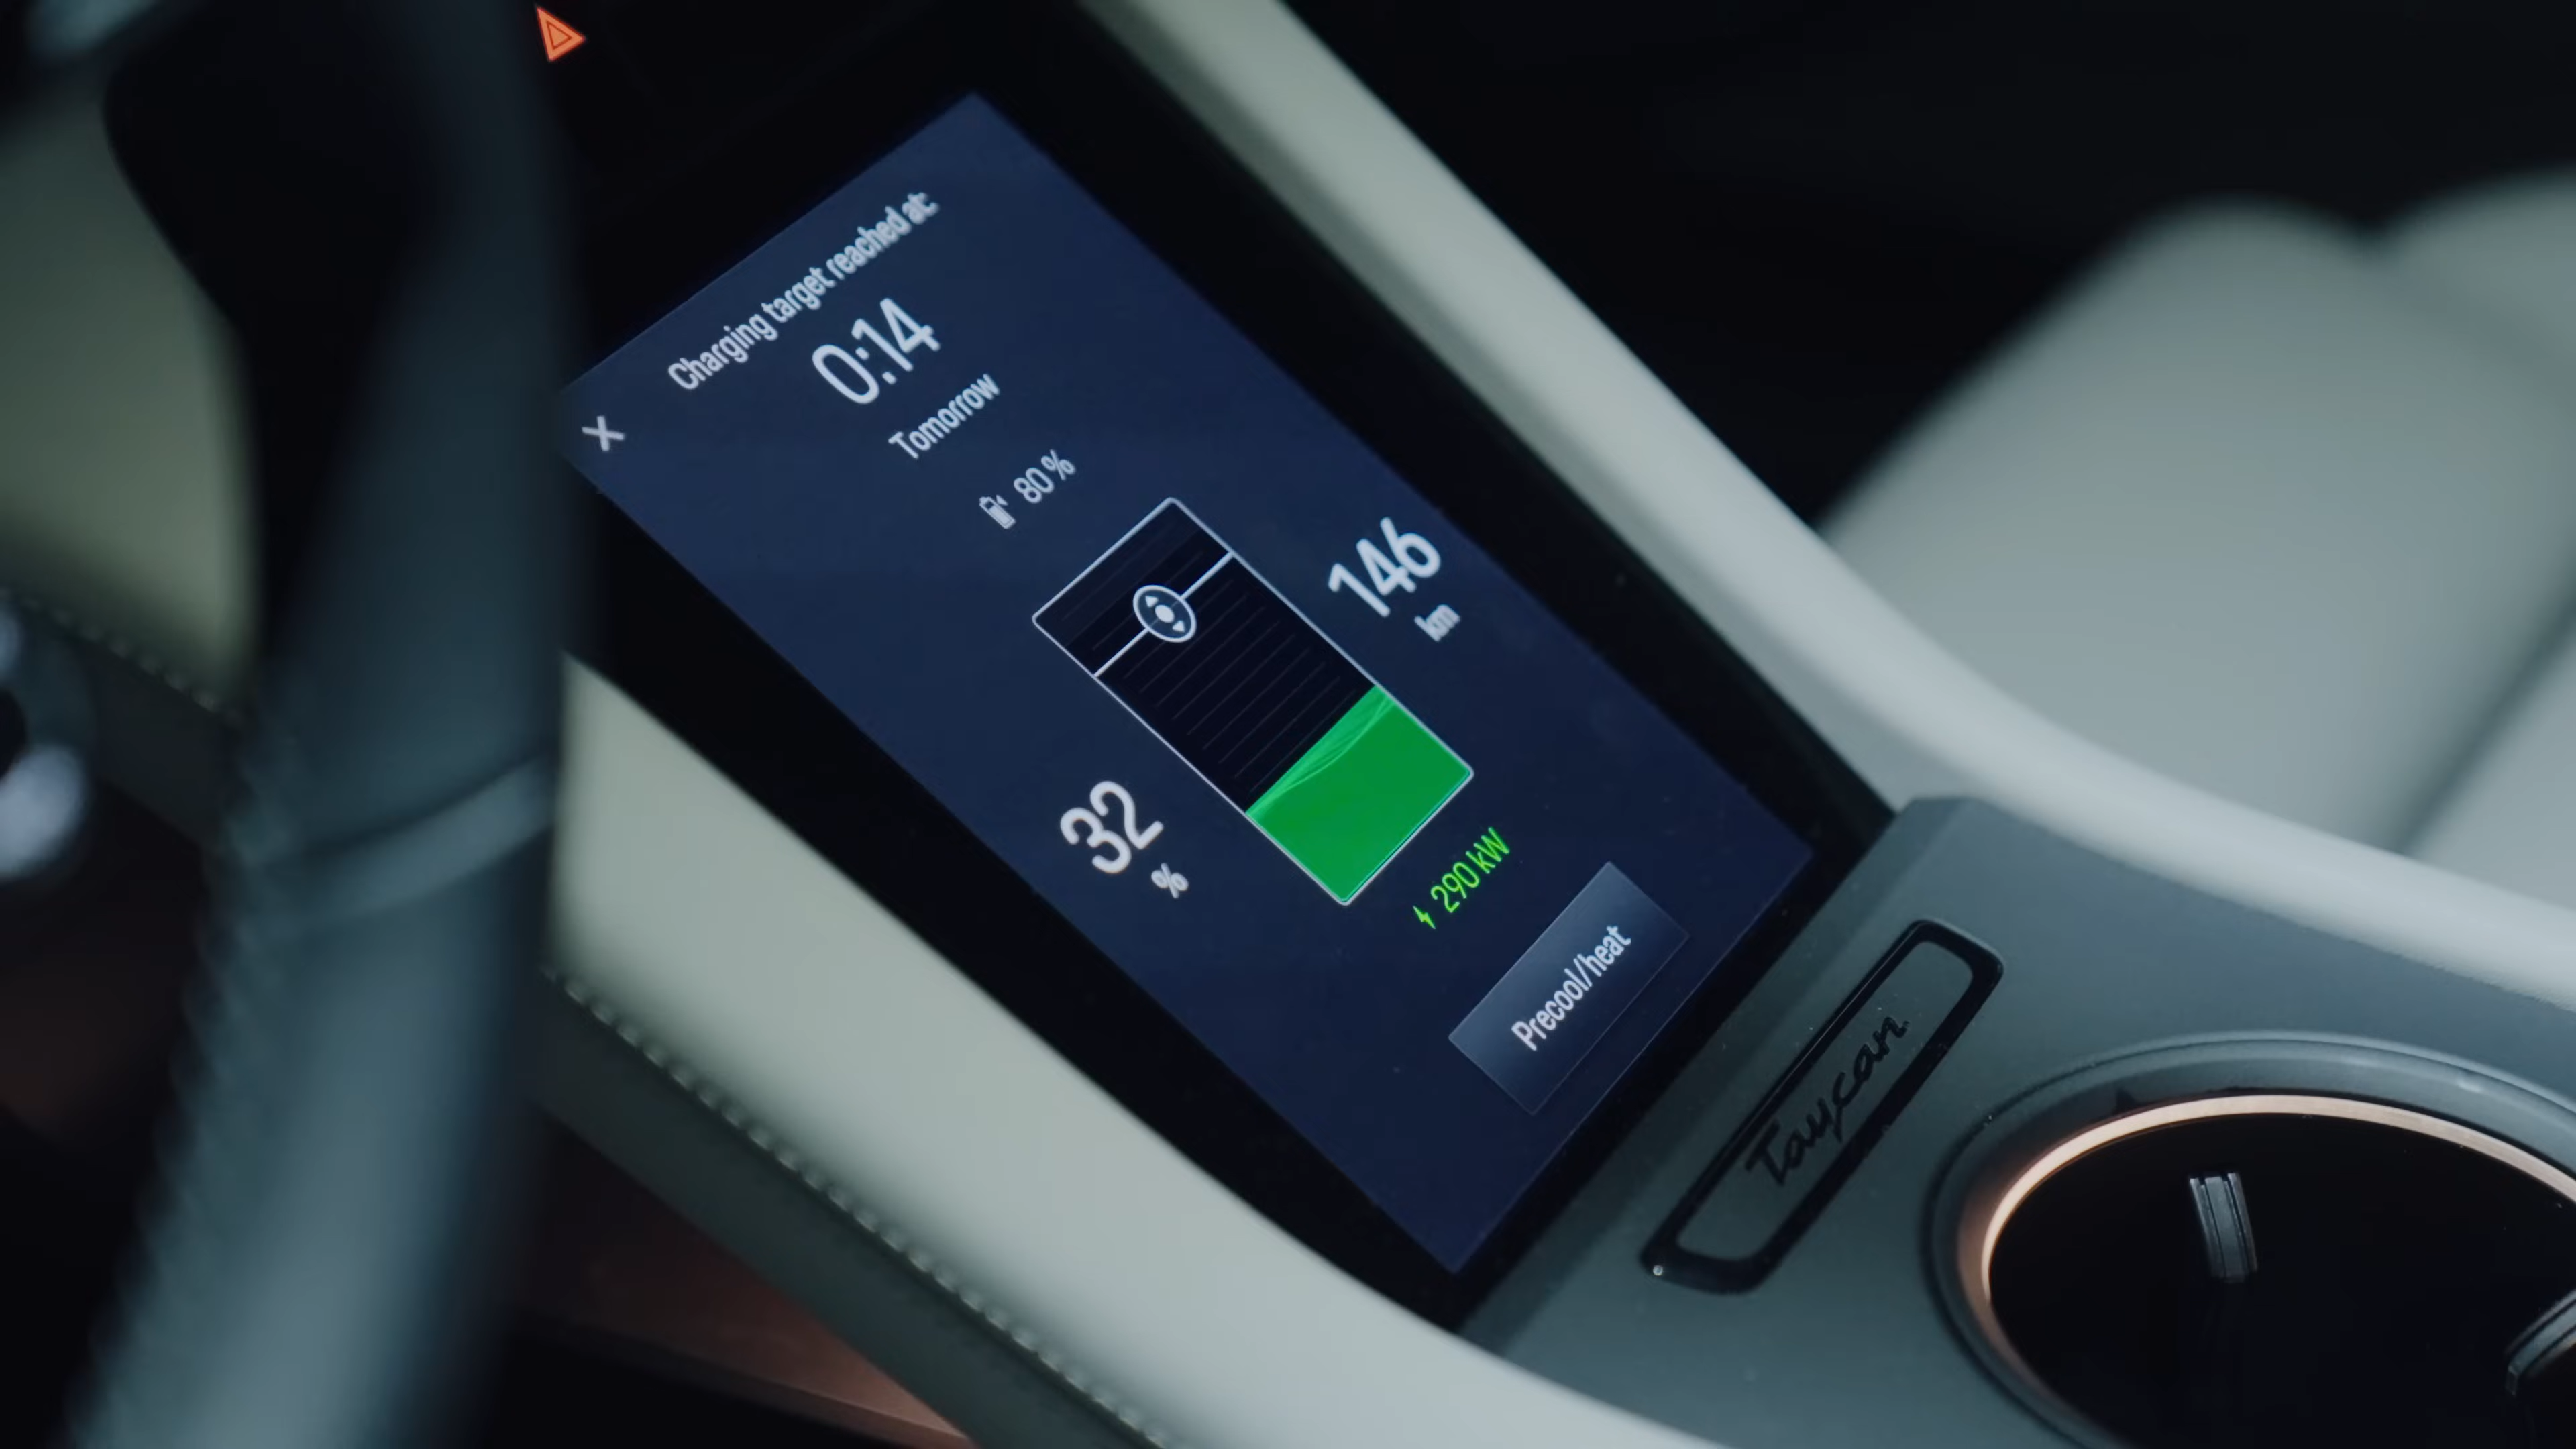 Charging target reached at:
0:14
Tomorrow
80 %
146
km
32
%
290 kW
Precool/heat
Taycan